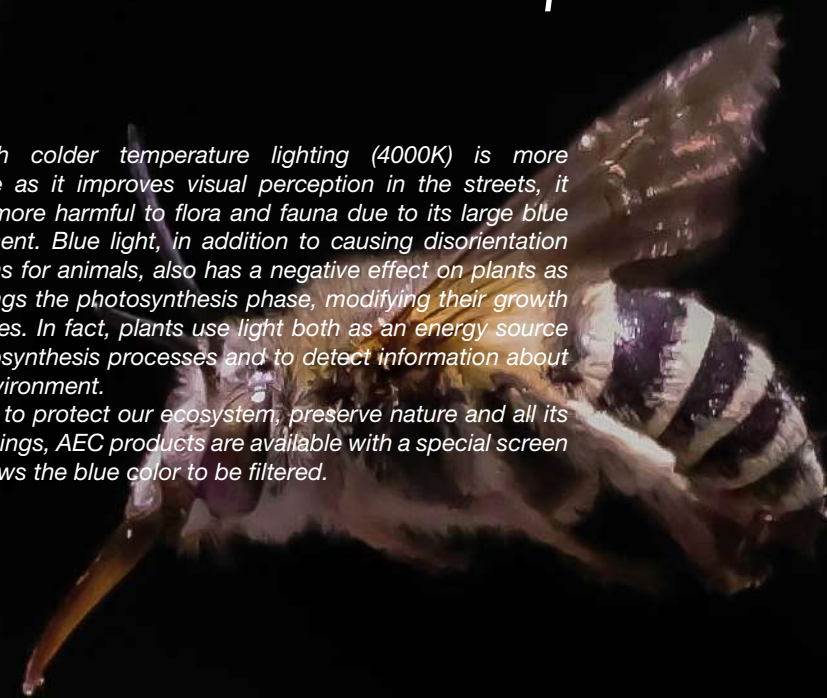 h colder temperature lighting (4000K) is more
e as it improves visual perception in the streets, it
more harmful to flora and fauna due to its large blue
ent. Blue light, in addition to causing disorientation
s for animals, also has a negative effect on plants as
ngs the photosynthesis phase, modifying their growth
es. In fact, plants use light both as an energy source
osynthesis processes and to detect information about
vironment.
to protect our ecosystem, preserve nature and all its
ings, AEC products are available with a special screen
ws the blue color to be filtered.